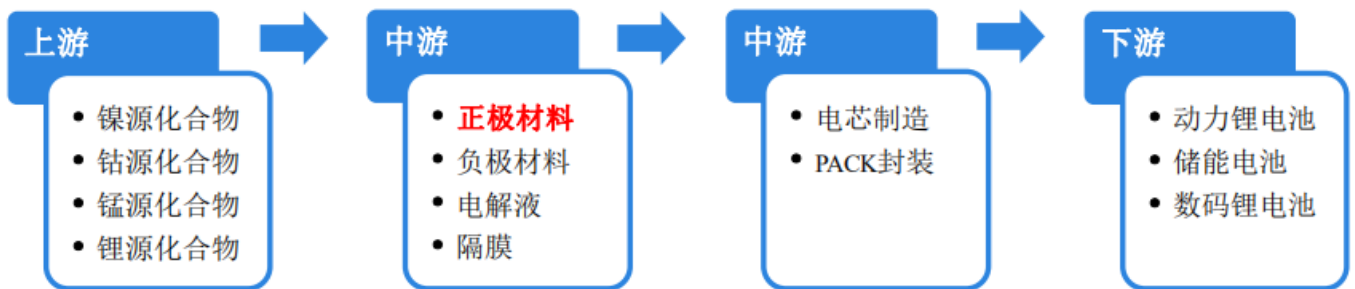 上游
• 镍源化合物
• 钴源化合物
• 锰源化合物
• 锂源化合物
中游
• 正极材料
• 负极材料
• 电解液
• 隔膜
中游
• 电芯制造
• PACK封装
下游
• 动力锂电池
• 储能电池
• 数码锂电池